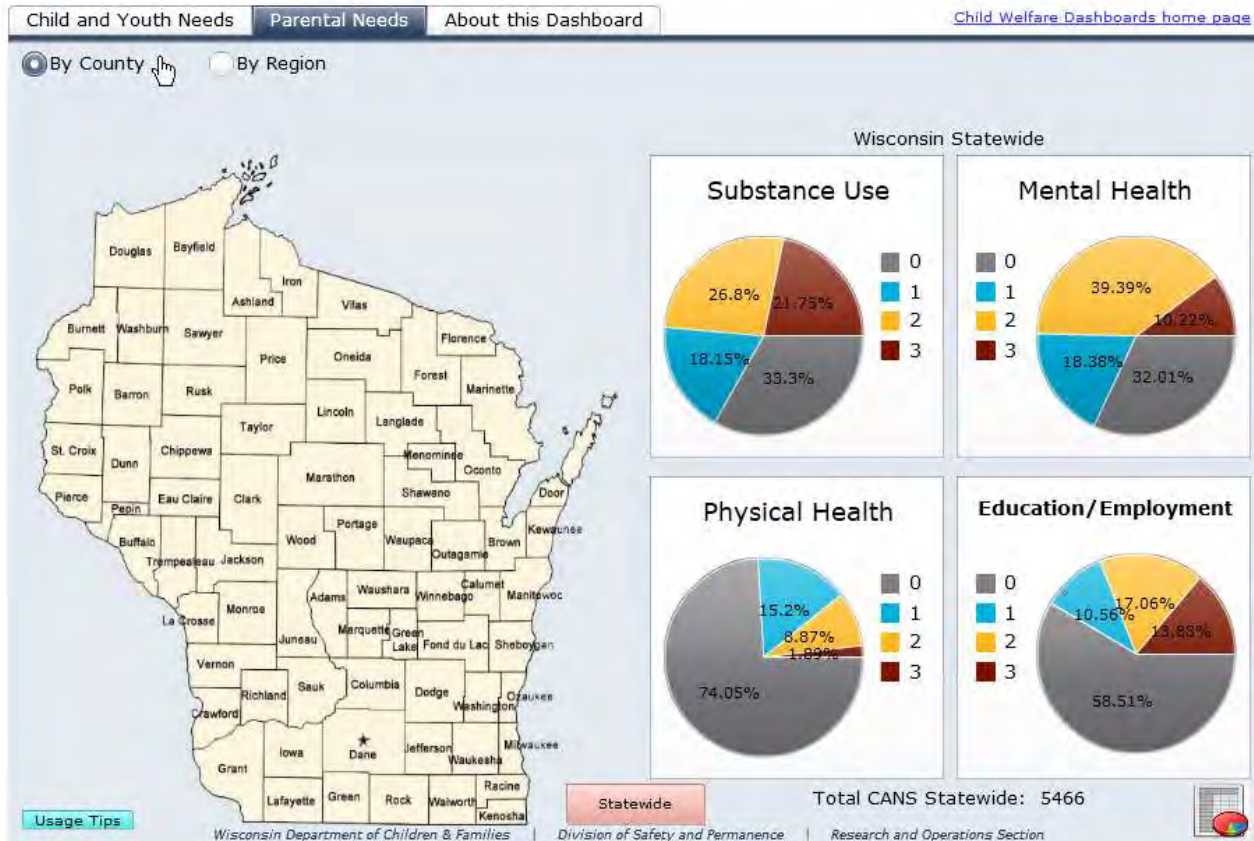 Child and Youth Needs
Parental Needs
About this Dashboard
Child Welfare Dashboards home page
By County
By Region
Wisconsin Statewide
Substance Use
26.8%
21.75%
18.15%
33.3%
0
1
2
3
Mental Health
39.39%
10.22%
18.38%
32.01%
0
1
2
3
Physical Health
15.2%
8.87%
1.89%
74.05%
0
1
2
3
Education/Employment
10.56%
17.06%
13.88%
58.51%
0
1
2
3
Douglas
Bayfield
Ashland
Iron
Vilas
Burnett
Washburn
Sawyer
Price
Oneida
Florence
Forest
Marinette
Polk
Barron
Rusk
Lincoln
Langlade
Taylor
St. Croix
Dunn
Chippewa
Menominee
Oconto
Marathon
Pierce
Pepin
Eau Claire
Clark
Shawano
Door
Buffalo
Trempealeau
Jackson
Wood
Portage
Waupaca
Outagamie
Brown
Kewaunee
La Crosse
Monroe
Juneau
Adams
Waushara
Winnebago
Calumet
Manitowoc
Marquette
Green
Lake
Fond du Lac
Sheboygan
Vernon
Richland
Sauk
Columbia
Dodge
Washington
Ozaukee
Crawford
Grant
Iowa
Dane
Jefferson
Waukesha
Milwaukee
Lafayette
Green
Rock
Walworth
Racine
Kenosha
Usage Tips
Statewide
Total CANS Statewide: 5466
Wisconsin Department of Children & Families | Division of Safety and Permanence | Research and Operations Section